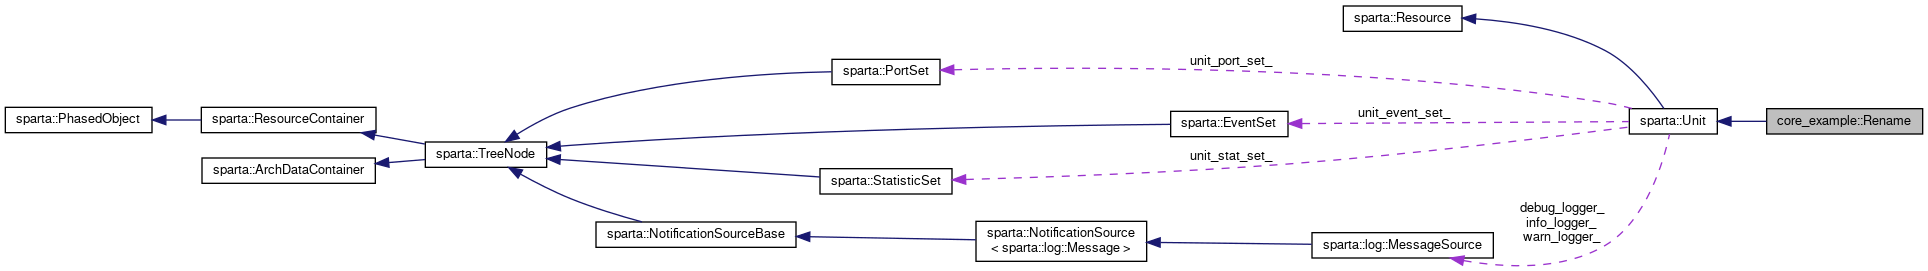 sparta::Resource
unit_port_set_
sparta::PortSet
sparta::PhasedObject
sparta::ResourceContainer
unit_event_set_
sparta::EventSet
sparta::Unit
core_example::Rename
sparta::TreeNode
unit_stat_set_
sparta::ArchDataContainer
sparta::StatisticSet
debug_logger_
info_logger_
warn_logger_
sparta::NotificationSourceBase
sparta::NotificationSource
< sparta::log::Message >
sparta::log::MessageSource